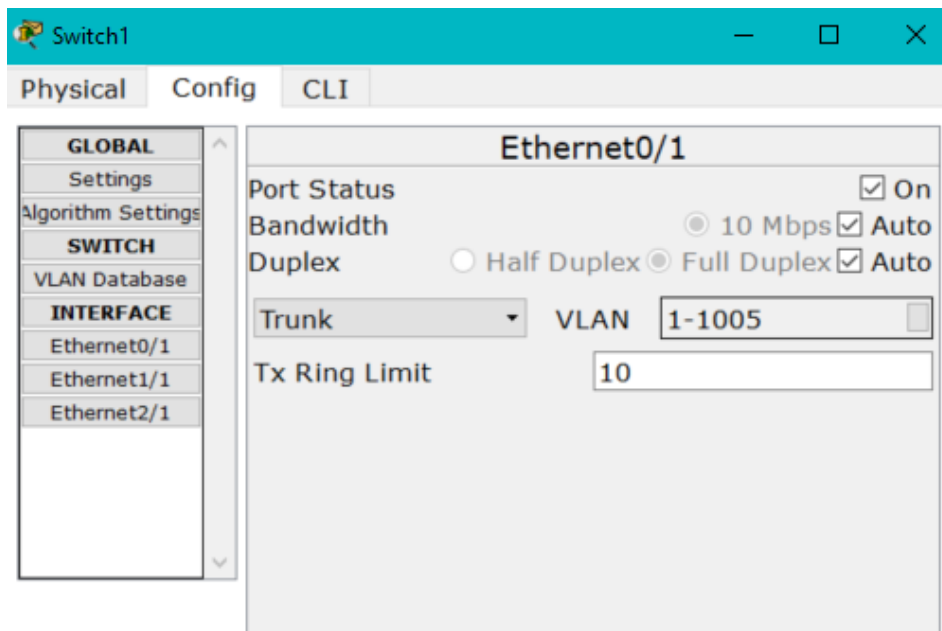 Switch1
Physical Config CLI
GLOBAL
Settings
Algorithm Settings
SWITCH
VLAN Database
INTERFACE
Ethernet0/1
Ethernet1/1
Ethernet2/1
Ethernet0/1
Port Status On
Bandwidth 10 Mbps Auto
Duplex Half Duplex Full Duplex Auto
Trunk VLAN 1-1005
Tx Ring Limit 10